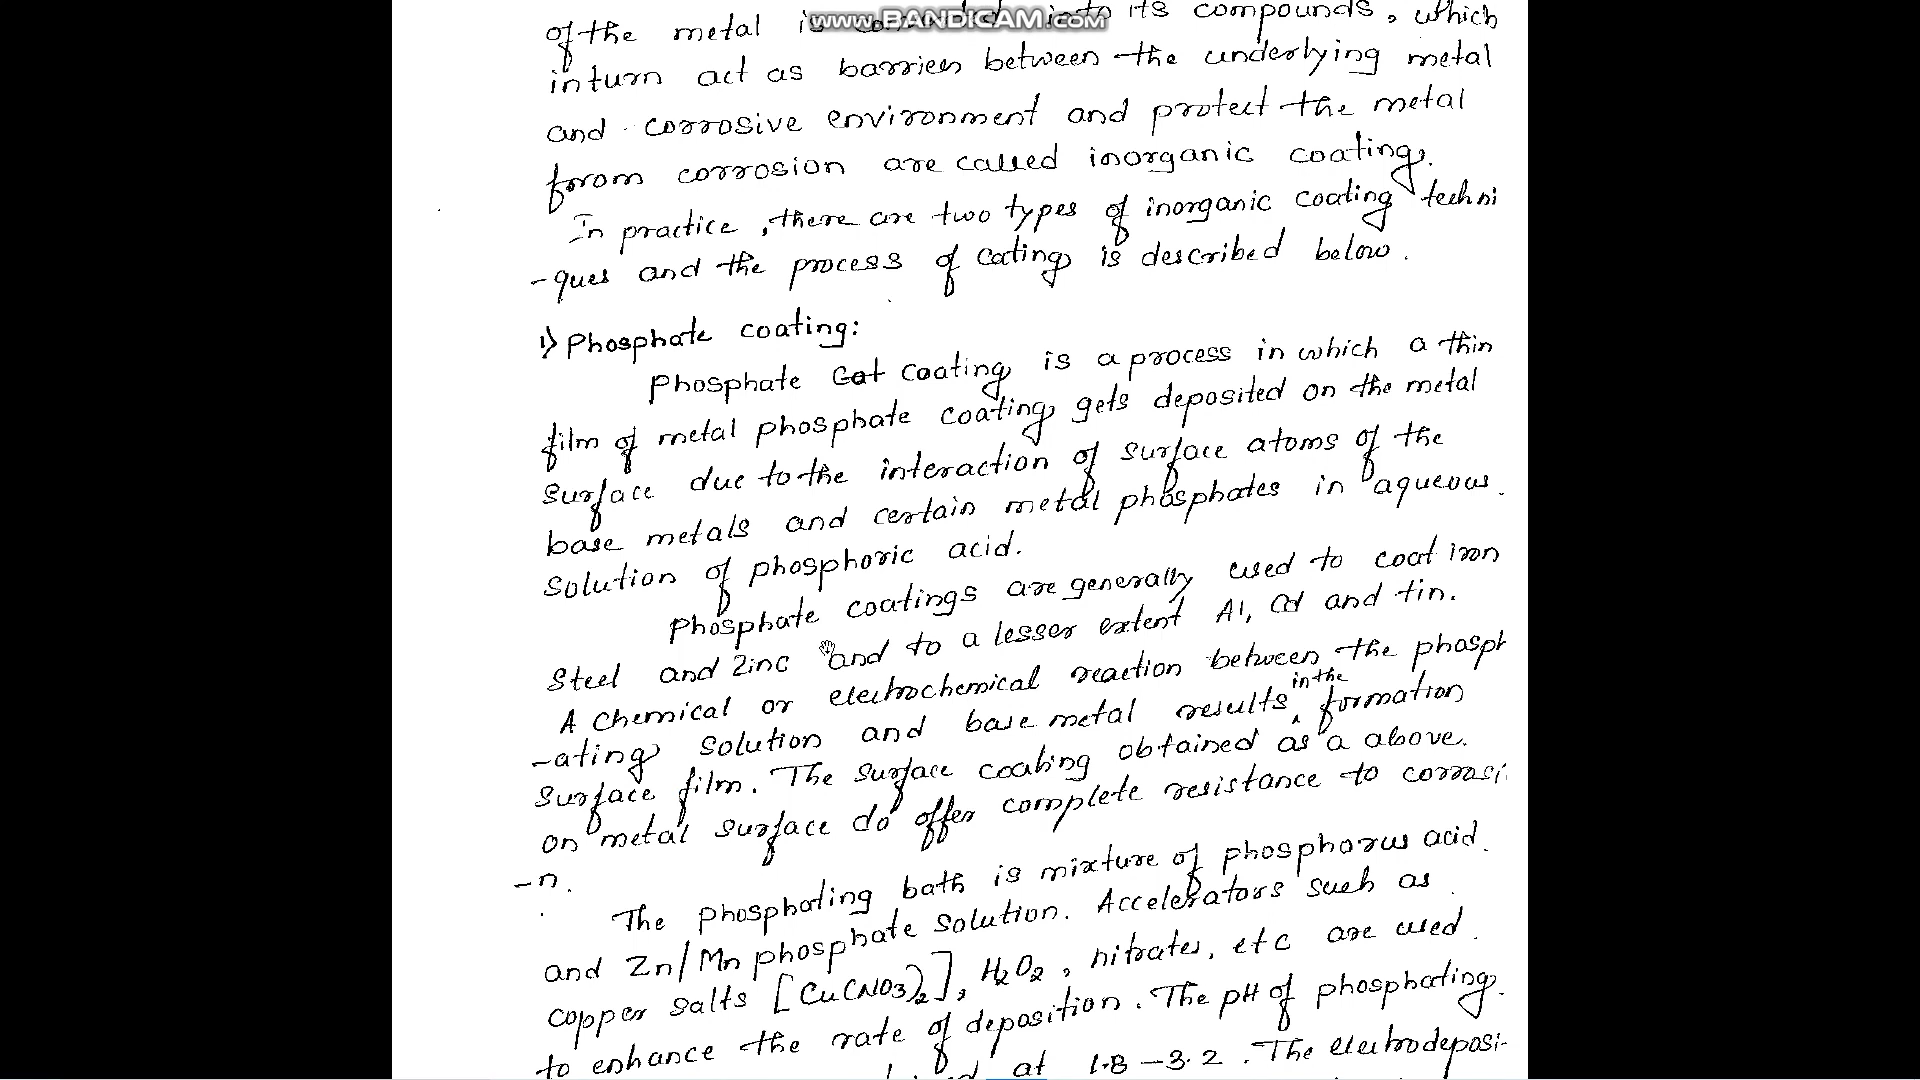 www.BANDICAM.com
of the metal is into its compounds, which
inturn act as barrier between the underlying metal
and corrosive environment and protect the metal
from corrosion are called inorganic coating.
In practice, there are two types of inorganic coating techni
-ques and the process of cating is described below.
1) Phosphate coating:
Phosphate Cat coating is a process in which a thin
film of metal phosphate coating gets deposited on the metal
surface due to the interaction of surface atoms of the
base metals and certain metal phosphates in aqueous.
solution of phosphoric acid.
Phosphate coatings are generally used to coat iron
steel and zinc and to a lesser extent Al, Cd and tin.
A chemical or electrochemical reaction between the phosph
-ating solution and base metal results in the formation
surface film. The surface coating obtained as a above.
on metal surface do offer complete resistance to corrosi
-n.
The phosphating bath is mixture of phosphorus acid.
and Zn/Mn phosphate solution. Accelerators such as
copper salts [Cu(NO3)2], H2O2, nitrates, etc are used
to enhance the rate of deposition. The pH of phosphating.
at 1.8-3.2. The electrodeposi-